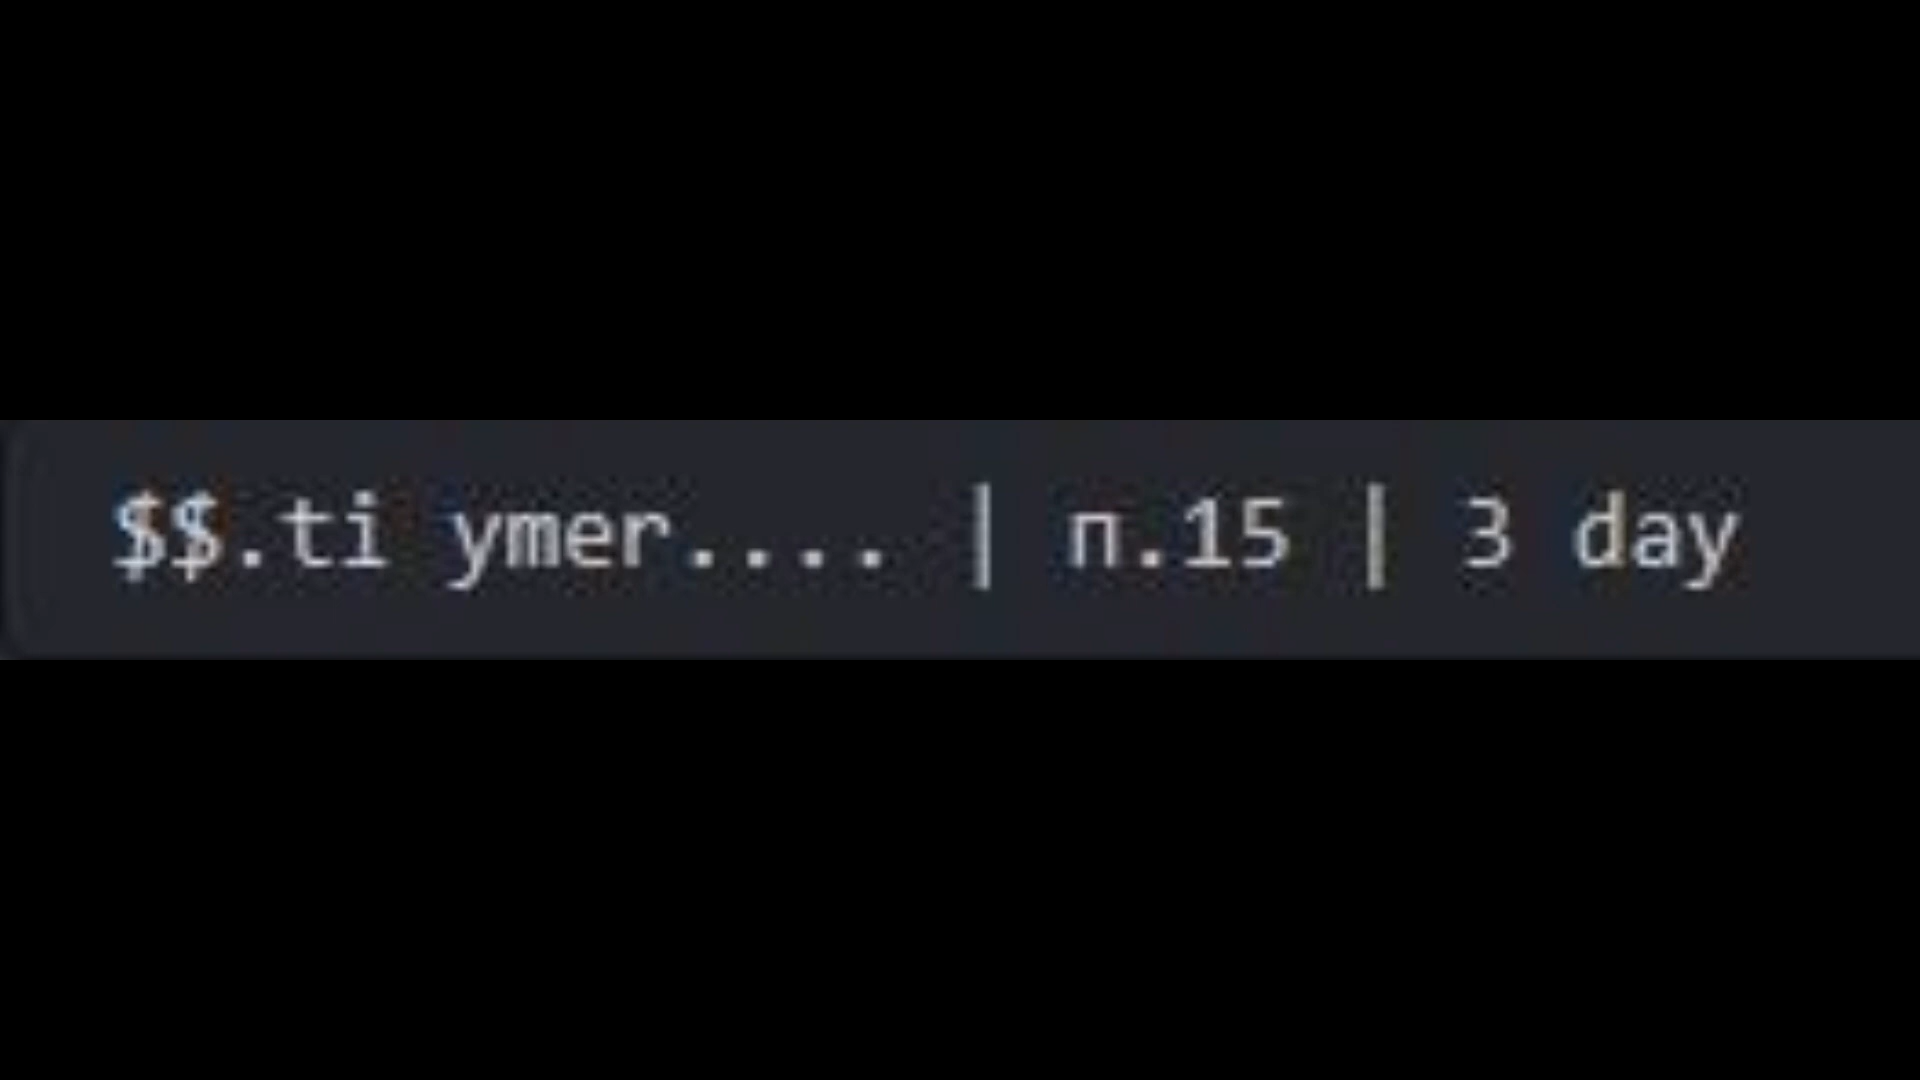 $$.ti ymer.... | п.15 | 3 day